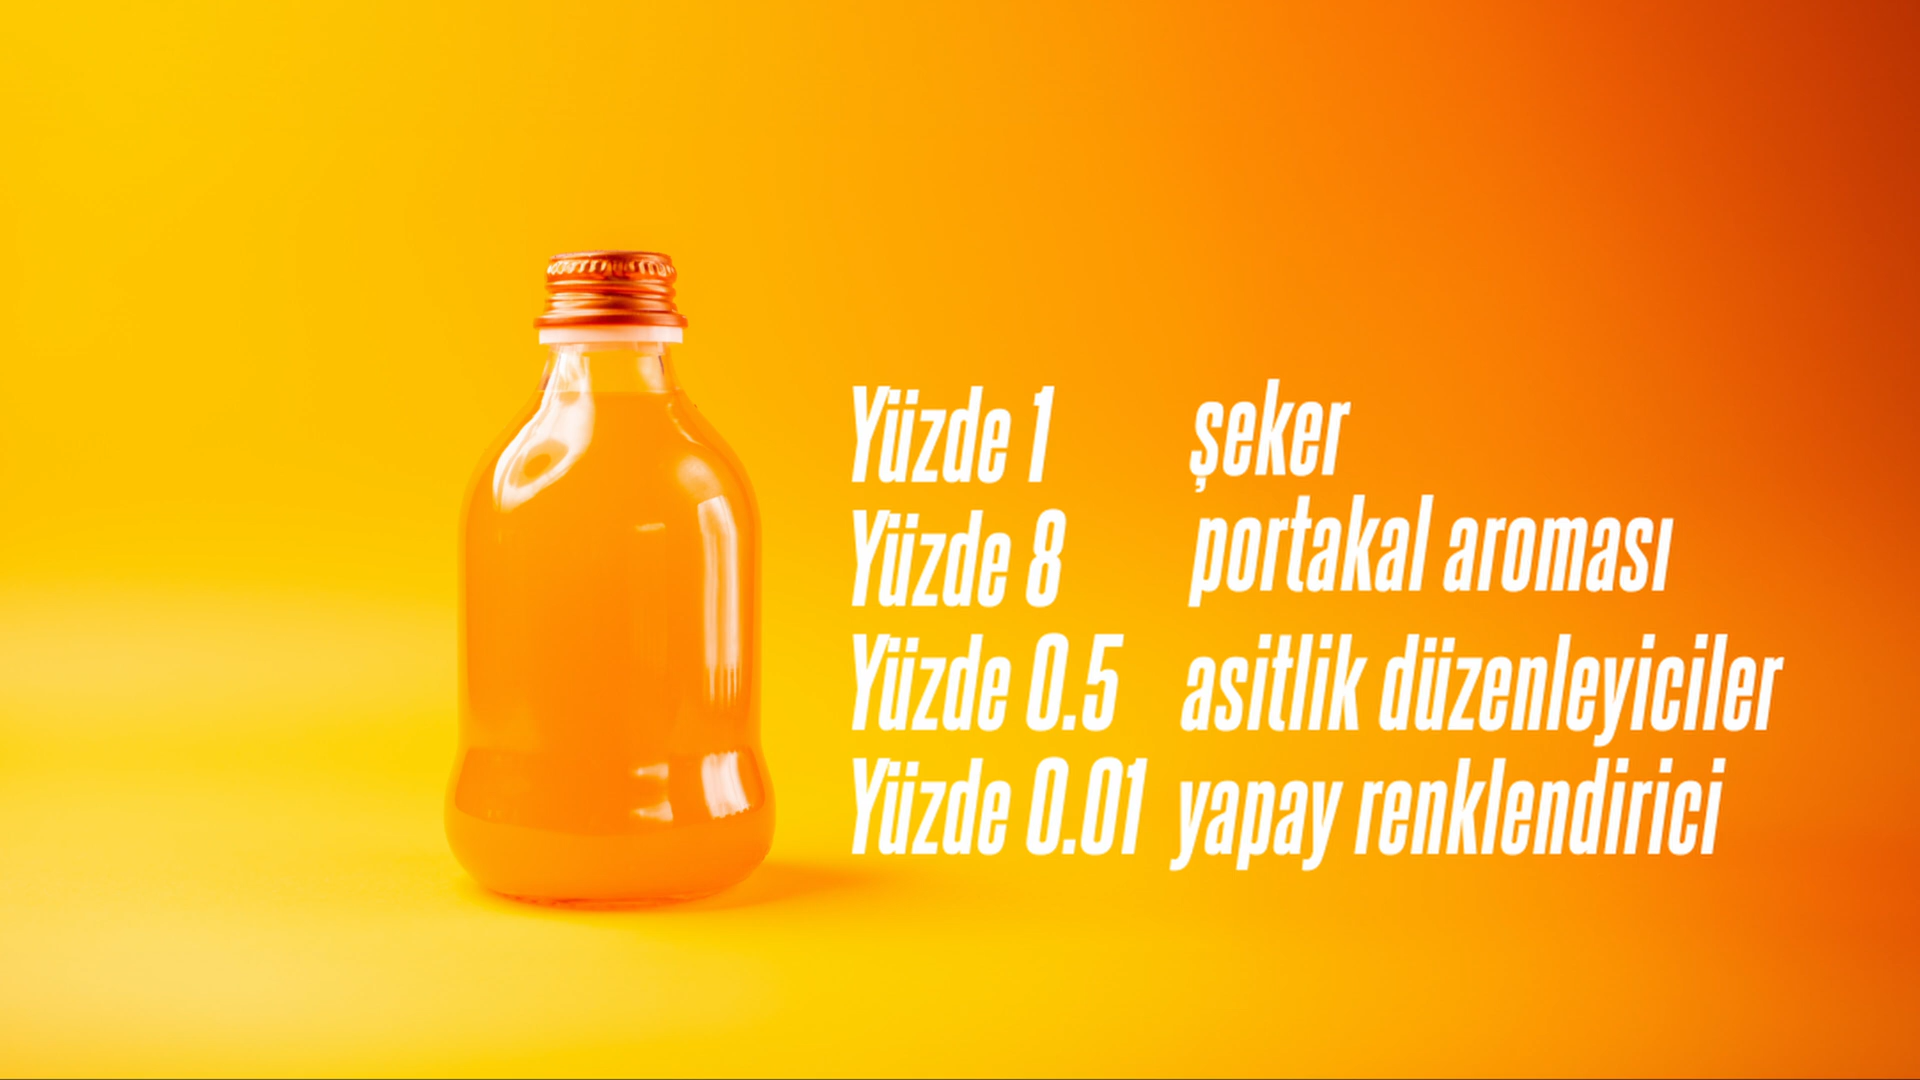 Yüzde 1 şeker
Yüzde 8 portakal aroması
Yüzde 0.5 asitlik düzenleyiciler
Yüzde 0.01 yapay renklendirici